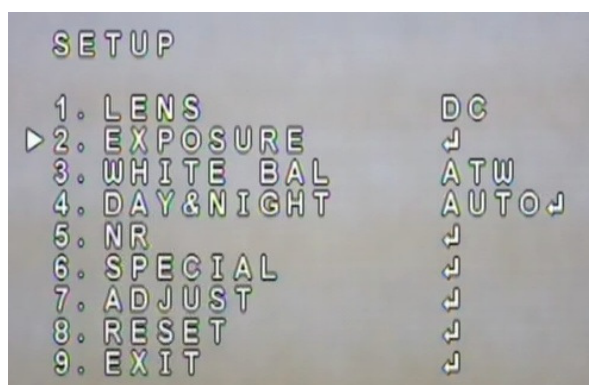 SETUP
1. LENS DC
▷2. EXPOSURE ↲
3. WHITE BAL ATW
4. DAY&NIGHT AUTO↲
5. NR ↲
6. SPECIAL ↲
7. ADJUST ↲
8. RESET ↲
9. EXIT ↲